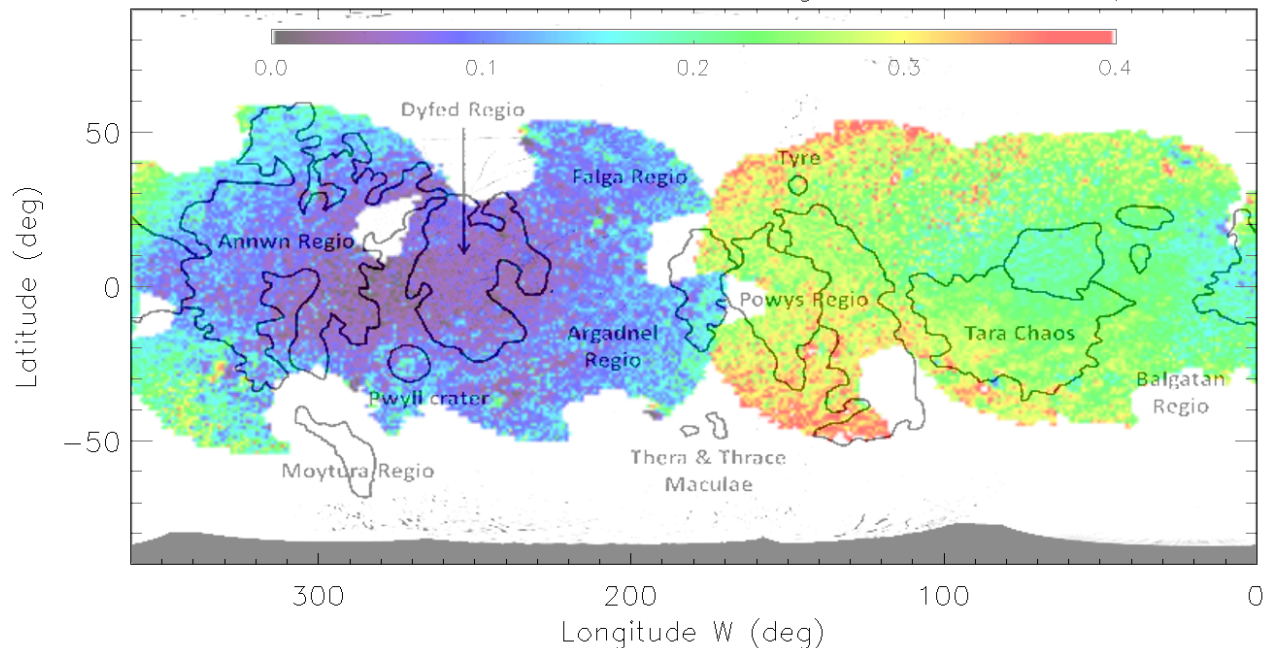 0.0 0.1 0.2 0.3 0.4
Dyfed Regio
50
Tyre
Falga Regio
Annwn Regio
0
Powys Regio
Argadnel
Regio
Tara Chaos
Balgatan
Regio
Pwyll crater
−50
Moytura Regio
Thera & Thrace
Maculae
Latitude (deg)
300 200 100 0
Longitude W (deg)